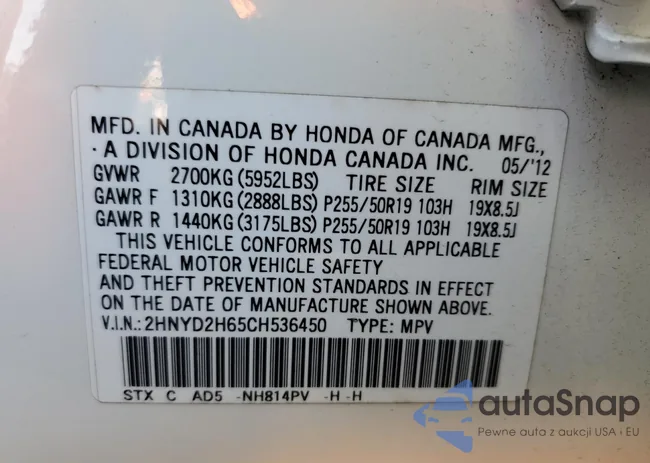 MFD. IN CANADA BY HONDA OF CANADA MFG.,
· A DIVISION OF HONDA CANADA INC. 05/'12
GVWR 2700KG (5952LBS) TIRE SIZE RIM SIZE
GAWR F 1310KG (2888LBS) P255/50R19 103H 19X8.5J
GAWR R 1440KG (3175LBS) P255/50R19 103H 19X8.5J
THIS VEHICLE CONFORMS TO ALL APPLICABLE
FEDERAL MOTOR VEHICLE SAFETY
AND THEFT PREVENTION STANDARDS IN EFFECT
ON THE DATE OF MANUFACTURE SHOWN ABOVE.
V.I.N.: 2HNYD2H65CH536450 TYPE: MPV
STX C AD5 -NH814PV -H -H
autoSnap
Pewne auta z aukcji USA i EU